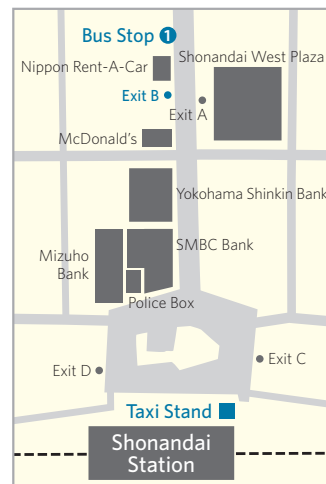 Bus Stop 1
Nippon Rent-A-Car
Shonandai West Plaza
Exit B
Exit A
McDonald's
Yokohama Shinkin Bank
SMBC Bank
Mizuho
Bank
Police Box
Exit D
Exit C
Taxi Stand
Shonandai
Station